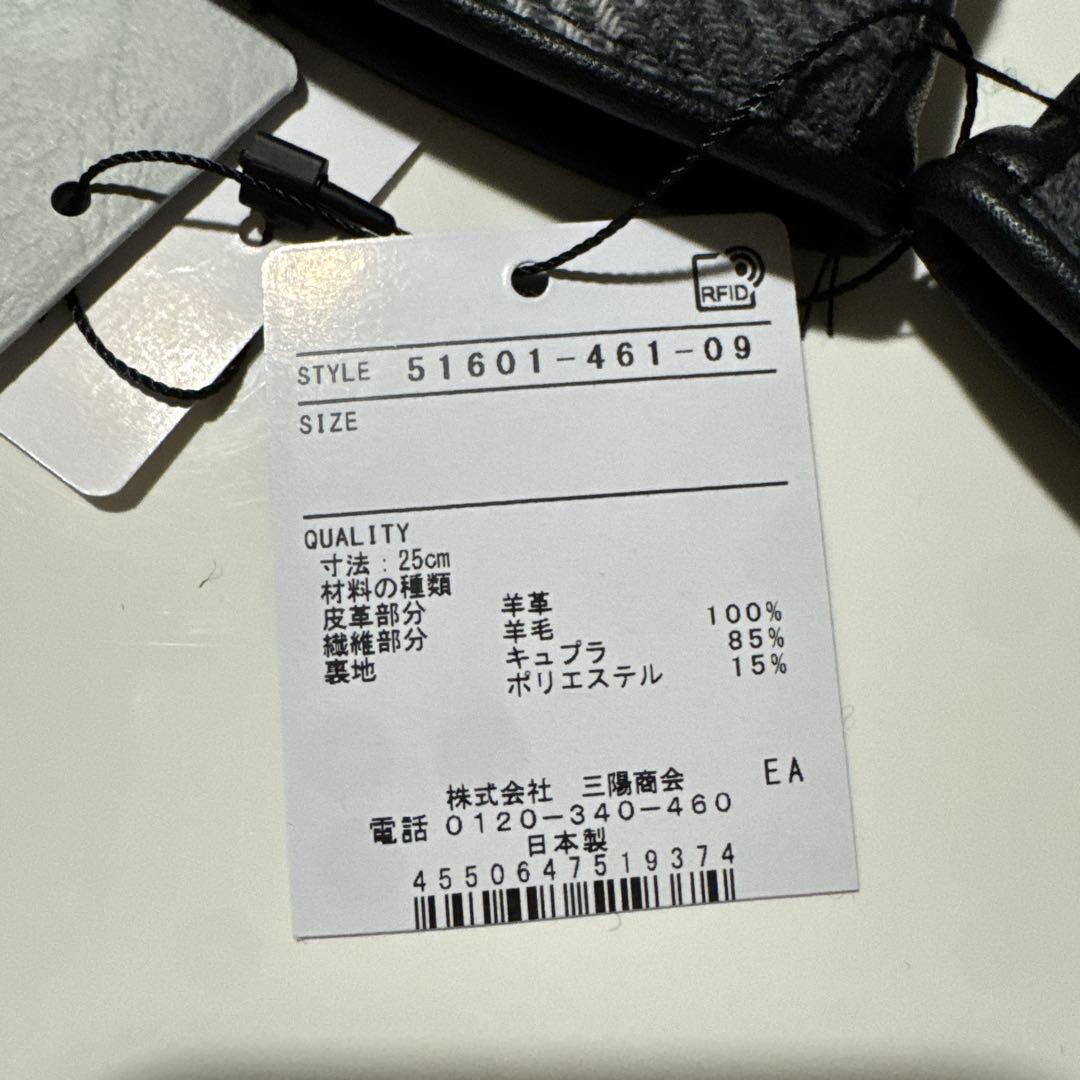 RFID
STYLE 51601-461-09
SIZE
QUALITY
寸法：25cm
材料の種類
皮革部分 羊革
繊維部分 羊毛 100%
裏地 キュプラ 85%
ポリエステル 15%
株式会社 三陽商会 EA
電話 0120-340-460
日本製
4550647519374